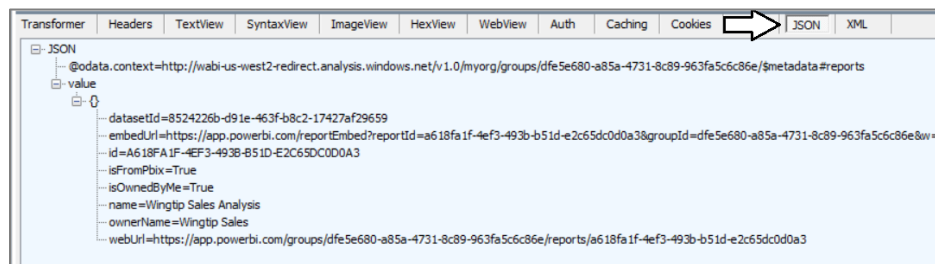 Transformer Headers TextView SyntaxView ImageView HexView WebView Auth Caching Cookies JSON XML
JSON
@odata.context=http://wabi-us-west2-redirect.analysis.windows.net/v1.0/myorg/groups/dfe5e680-a85a-4731-8c89-963fa5c6c86e/$metadata#reports
value
{}
datasetId=8524226b-d91e-463f-b8c2-17427af29659
embedUrl=https://app.powerbi.com/reportEmbed?reportId=a618fa1f-4ef3-493b-b51d-e2c65dc0d0a3&groupId=dfe5e680-a85a-4731-8c89-963fa5c6c86e&w=
id=A618FA1F-4EF3-493B-B51D-E2C65DC0D0A3
isFromPbix=True
isOwnedByMe=True
name=Wingtip Sales Analysis
ownerName=Wingtip Sales
webUrl=https://app.powerbi.com/groups/dfe5e680-a85a-4731-8c89-963fa5c6c86e/reports/a618fa1f-4ef3-493b-b51d-e2c65dc0d0a3